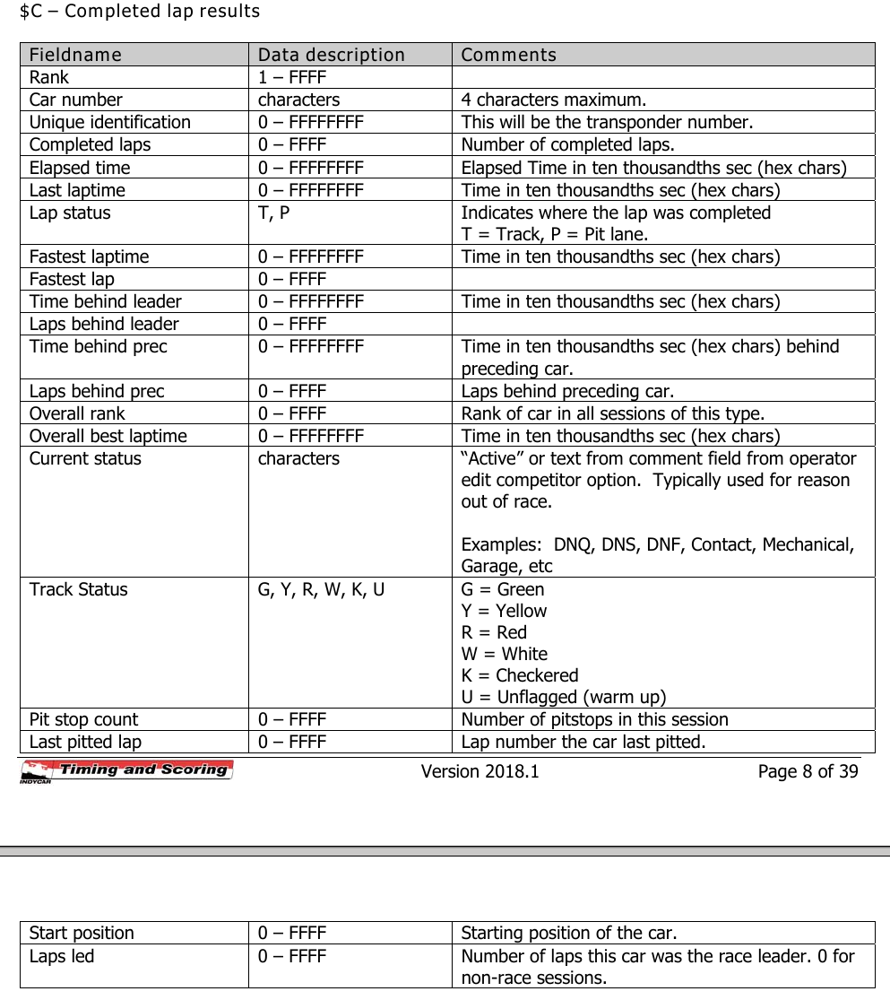 $C – Completed lap results
Fieldname Data description Comments
Rank 1 – FFFF
Car number characters 4 characters maximum.
Unique identification 0 – FFFFFFFF This will be the transponder number.
Completed laps 0 – FFFF Number of completed laps.
Elapsed time 0 – FFFFFFFF Elapsed Time in ten thousandths sec (hex chars)
Last laptime 0 – FFFFFFFF Time in ten thousandths sec (hex chars)
Lap status T, P Indicates where the lap was completed
T = Track, P = Pit lane.
Fastest laptime 0 – FFFFFFFF Time in ten thousandths sec (hex chars)
Fastest lap 0 – FFFF
Time behind leader 0 – FFFFFFFF Time in ten thousandths sec (hex chars)
Laps behind leader 0 – FFFF
Time behind prec 0 – FFFFFFFF Time in ten thousandths sec (hex chars) behind
preceding car.
Laps behind prec 0 – FFFF Laps behind preceding car.
Overall rank 0 – FFFF Rank of car in all sessions of this type.
Overall best laptime 0 – FFFFFFFF Time in ten thousandths sec (hex chars)
Current status characters “Active” or text from comment field from operator
edit competitor option.  Typically used for reason
out of race.
Examples:  DNQ, DNS, DNF, Contact, Mechanical,
Garage, etc
Track Status G, Y, R, W, K, U G = Green
Y = Yellow
R = Red
W = White
K = Checkered
U = Unflagged (warm up)
Pit stop count 0 – FFFF Number of pitstops in this session
Last pitted lap 0 – FFFF Lap number the car last pitted.
Timing and Scoring Version 2018.1 Page 8 of 39
INDYCAR
Start position 0 – FFFF Starting position of the car.
Laps led 0 – FFFF Number of laps this car was the race leader. 0 for
non-race sessions.